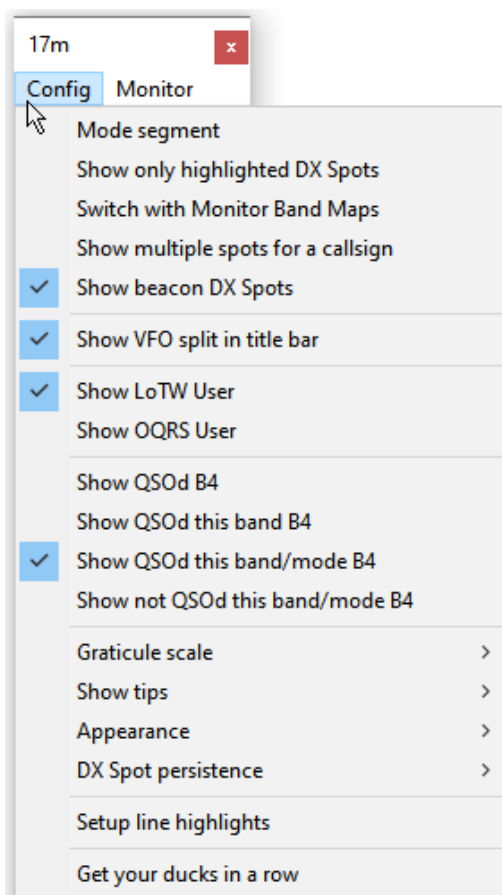 17m
x
Config Monitor
Mode segment
Show only highlighted DX Spots
Switch with Monitor Band Maps
Show multiple spots for a callsign
Show beacon DX Spots
Show VFO split in title bar
Show LoTW User
Show OQRS User
Show QSOd B4
Show QSOd this band B4
Show QSOd this band/mode B4
Show not QSOd this band/mode B4
Graticule scale
Show tips
Appearance
DX Spot persistence
Setup line highlights
Get your ducks in a row